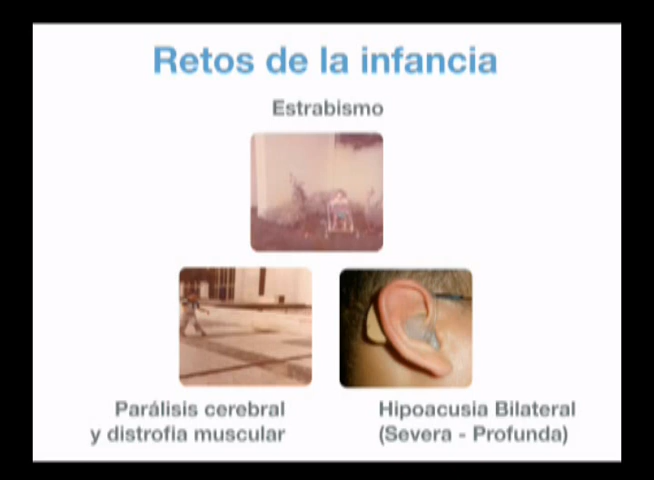 Retos de la infancia
Estrabismo
Parálisis cerebral
y distrofia muscular
Hipoacusia Bilateral
(Severa - Profunda)